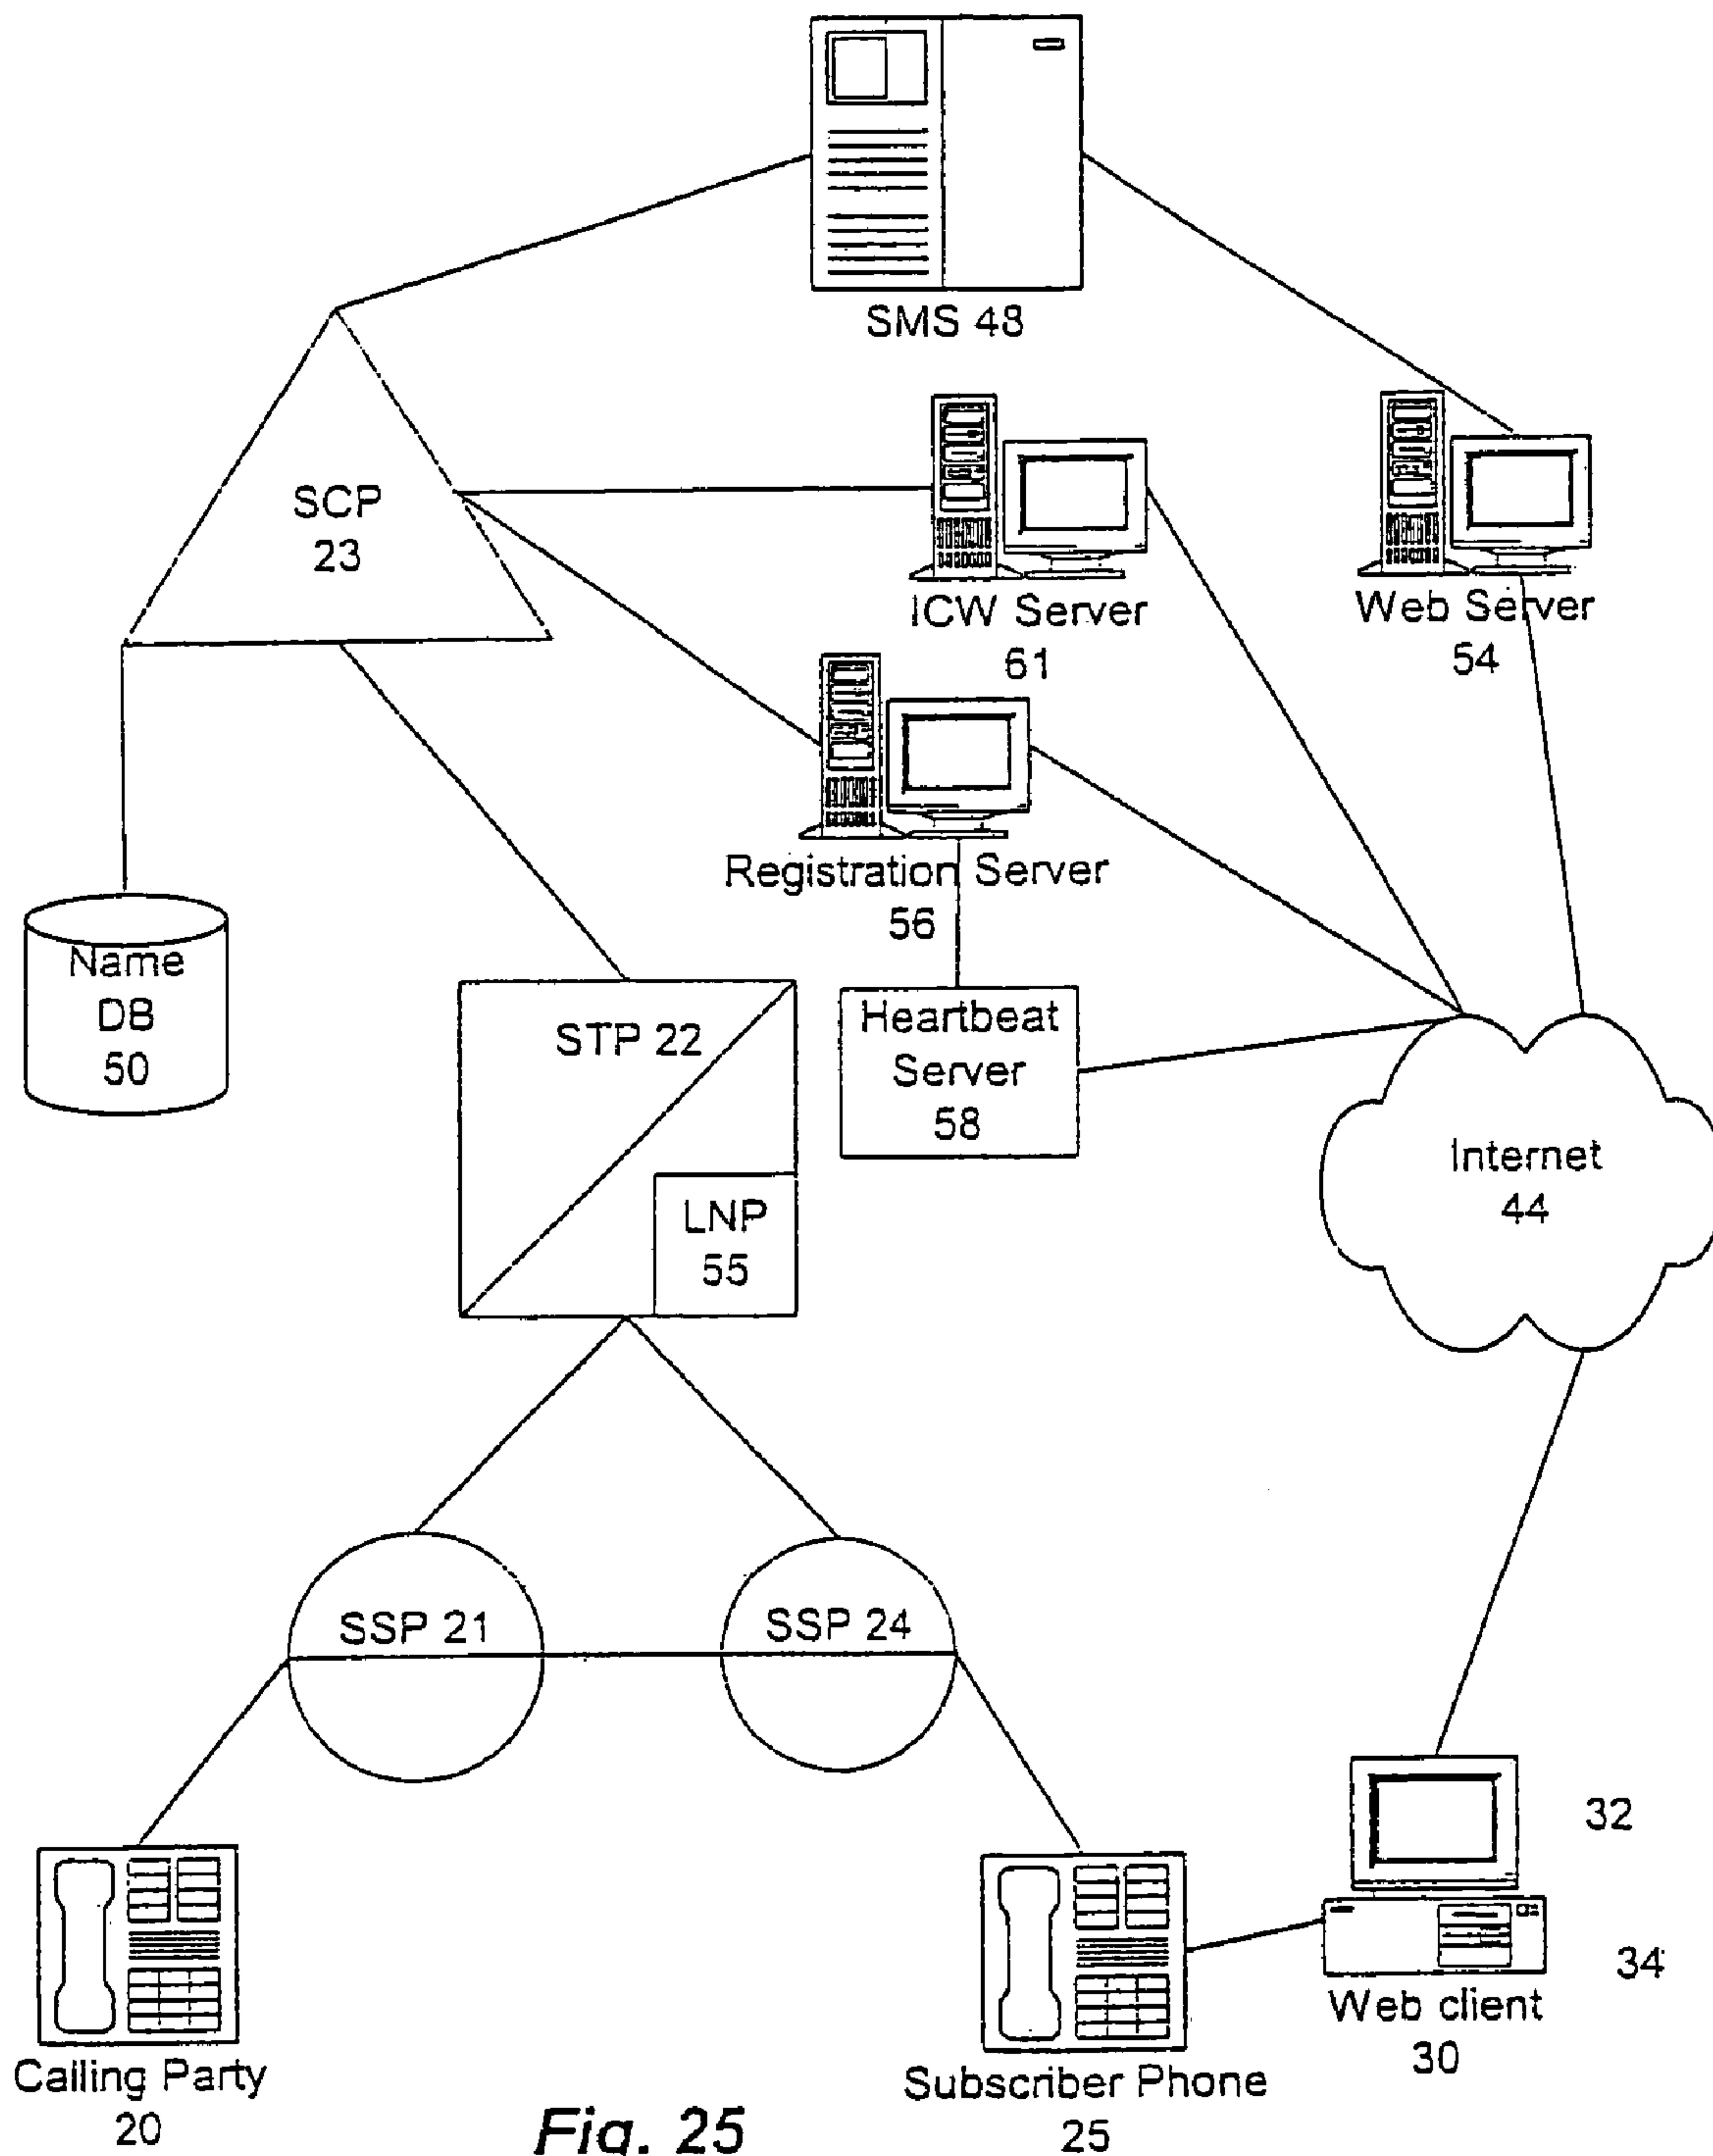 SMS 48
SCP
23
ICW Server
61
Web Server
54
Registration Server
56
Name
DB
50
STP 22
Heartbeat
Server
58
LNP
55
Internet
44
SSP 21
SSP 24
32
34
Web client
30
Calling Party
20
Subscriber Phone
25
Fig. 25